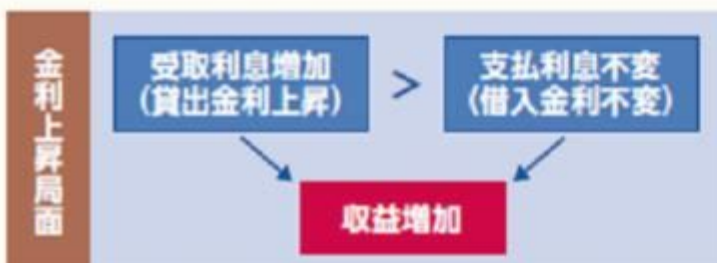 金利上昇局面
受取利息増加
(貸出金利上昇)
>
支払利息不変
(借入金利不変)
収益増加